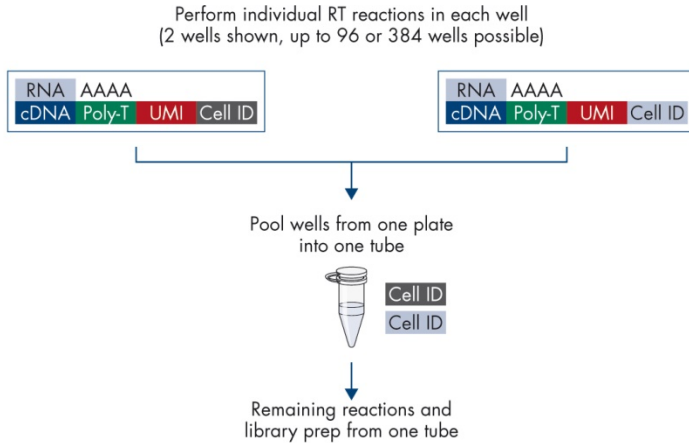 Perform individual RT reactions in each well
(2 wells shown, up to 96 or 384 wells possible)
RNA AAAA
cDNA Poly-T UMI Cell ID
RNA AAAA
cDNA Poly-T UMI Cell ID
Pool wells from one plate
into one tube
Cell ID
Cell ID
Remaining reactions and
library prep from one tube